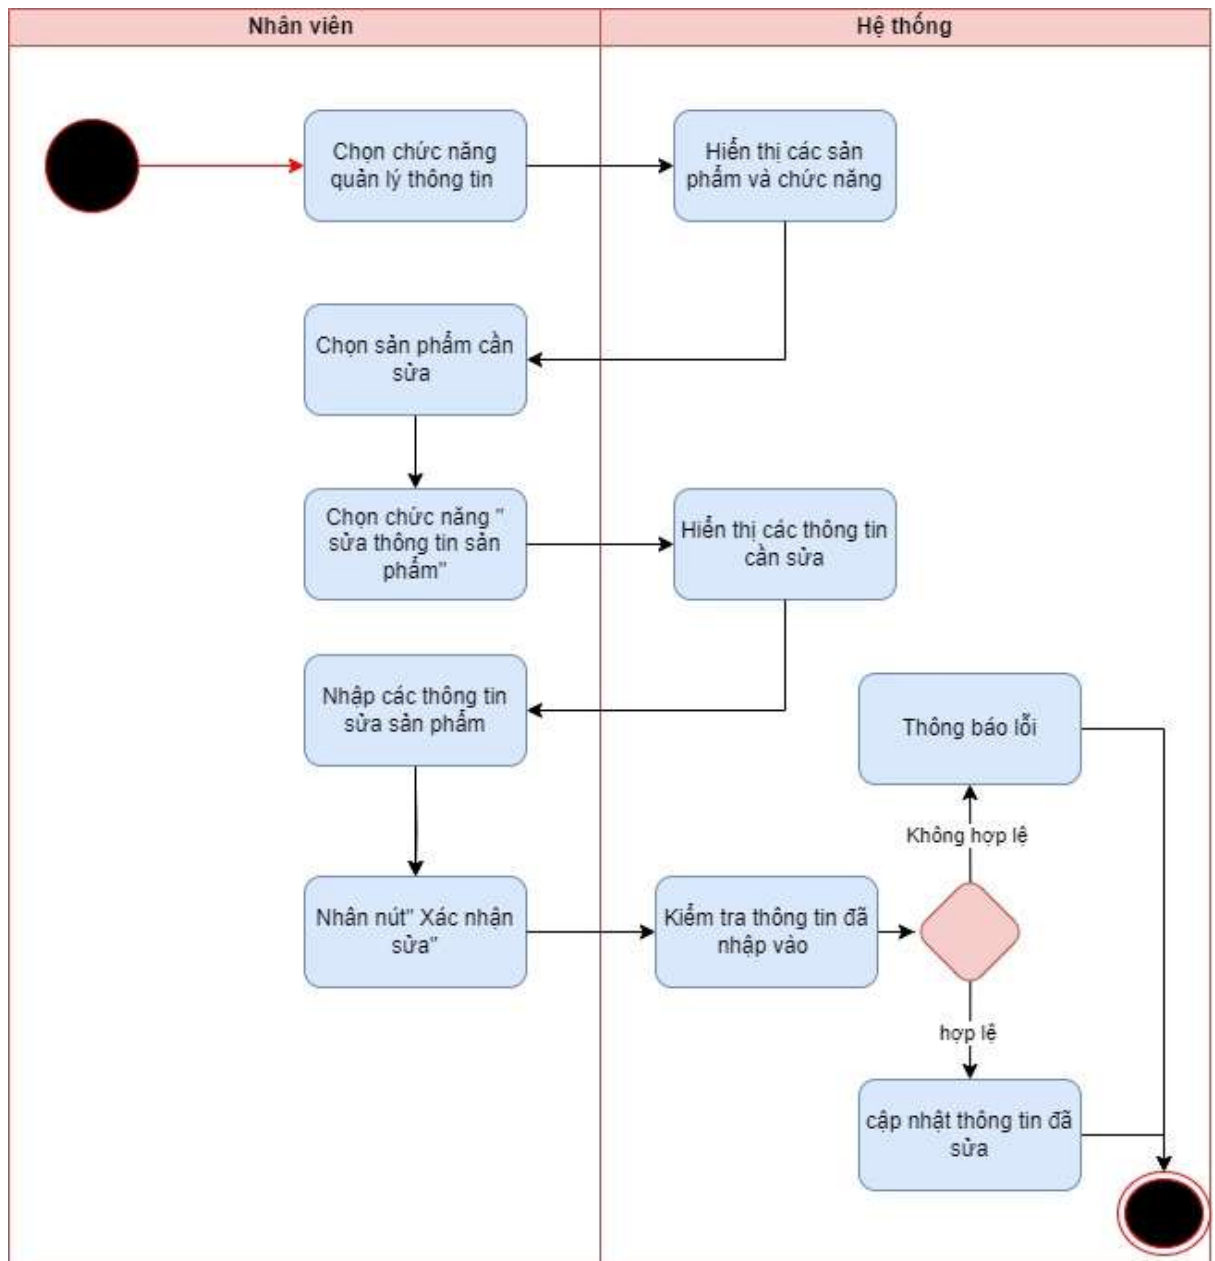 Nhân viên
Hệ thống
Chọn chức năng
quản lý thông tin
Hiển thị các sản
phẩm và chức năng
Chọn sản phẩm cần
sửa
Chọn chức năng "
sửa thông tin sản
phẩm"
Hiển thị các thông tin
cần sửa
Nhập các thông tin
sửa sản phẩm
Thông báo lỗi
Không hợp lệ
Nhân nút" Xác nhận
sửa"
Kiểm tra thông tin đã
nhập vào
hợp lệ
cập nhật thông tin đã
sửa